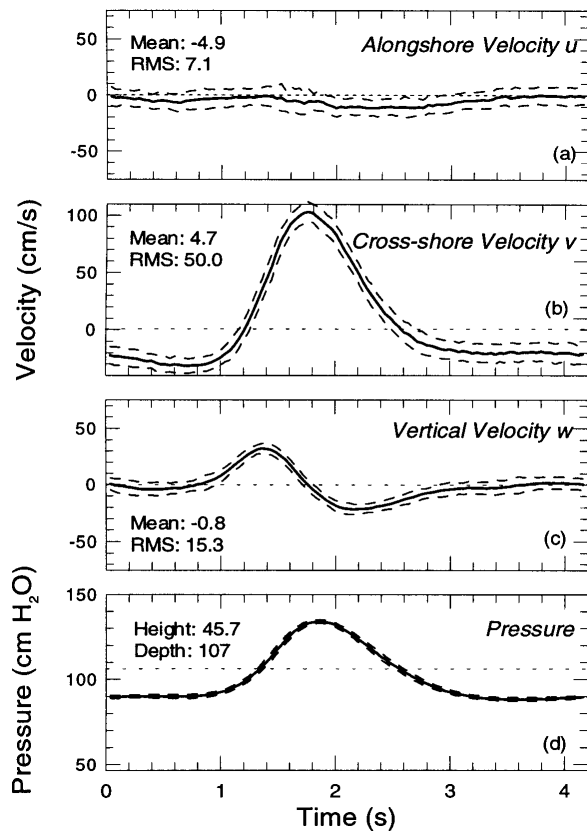 Mean: -4.9
RMS: 7.1
Alongshore Velocity u
50
0
-50
(a)
Mean: 4.7
RMS: 50.0
Cross-shore Velocity v
100
50
0
(b)
Velocity (cm/s)
Vertical Velocity w
50
0
-50
Mean: -0.8
RMS: 15.3
(c)
Height: 45.7
Depth: 107
Pressure
150
100
50
(d)
Pressure (cm H₂O)
0 1 2 3 4
Time (s)